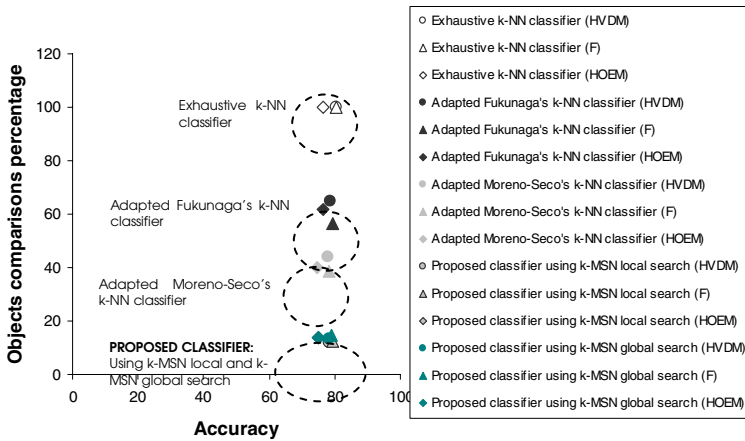 Objects comparisons percentage
120
100
80
60
40
20
0
0
20
40
60
80
100
Accuracy
Exhaustive k-NN
classifier
Adapted Fukunaga's k-NN
classifier
Adapted Moreno-Seco's
k-NN classifier
PROPOSED CLASSIFIER:
Using k-MSN local and k-
MSN global search
Exhaustive k-NN classifier (HVDM)
Exhaustive k-NN classifier (F)
Exhaustive k-NN classifier (HOEM)
Adapted Fukunaga's k-NN classifier (HVDM)
Adapted Fukunaga's k-NN classifier (F)
Adapted Fukunaga's k-NN classifier (HOEM)
Adapted Moreno-Seco's k-NN classifier (HVDM)
Adapted Moreno-Seco's k-NN classifier (F)
Adapted Moreno-Seco's k-NN classifier (HOEM)
Proposed classifier using k-MSN local search (HVDM)
Proposed classifier using k-MSN local search (F)
Proposed classifier using k-MSN local search (HOEM)
Proposed classifier using k-MSN global search (HVDM)
Proposed classifier using k-MSN global search (F)
Proposed classifier using k-MSN global search (HOEM)